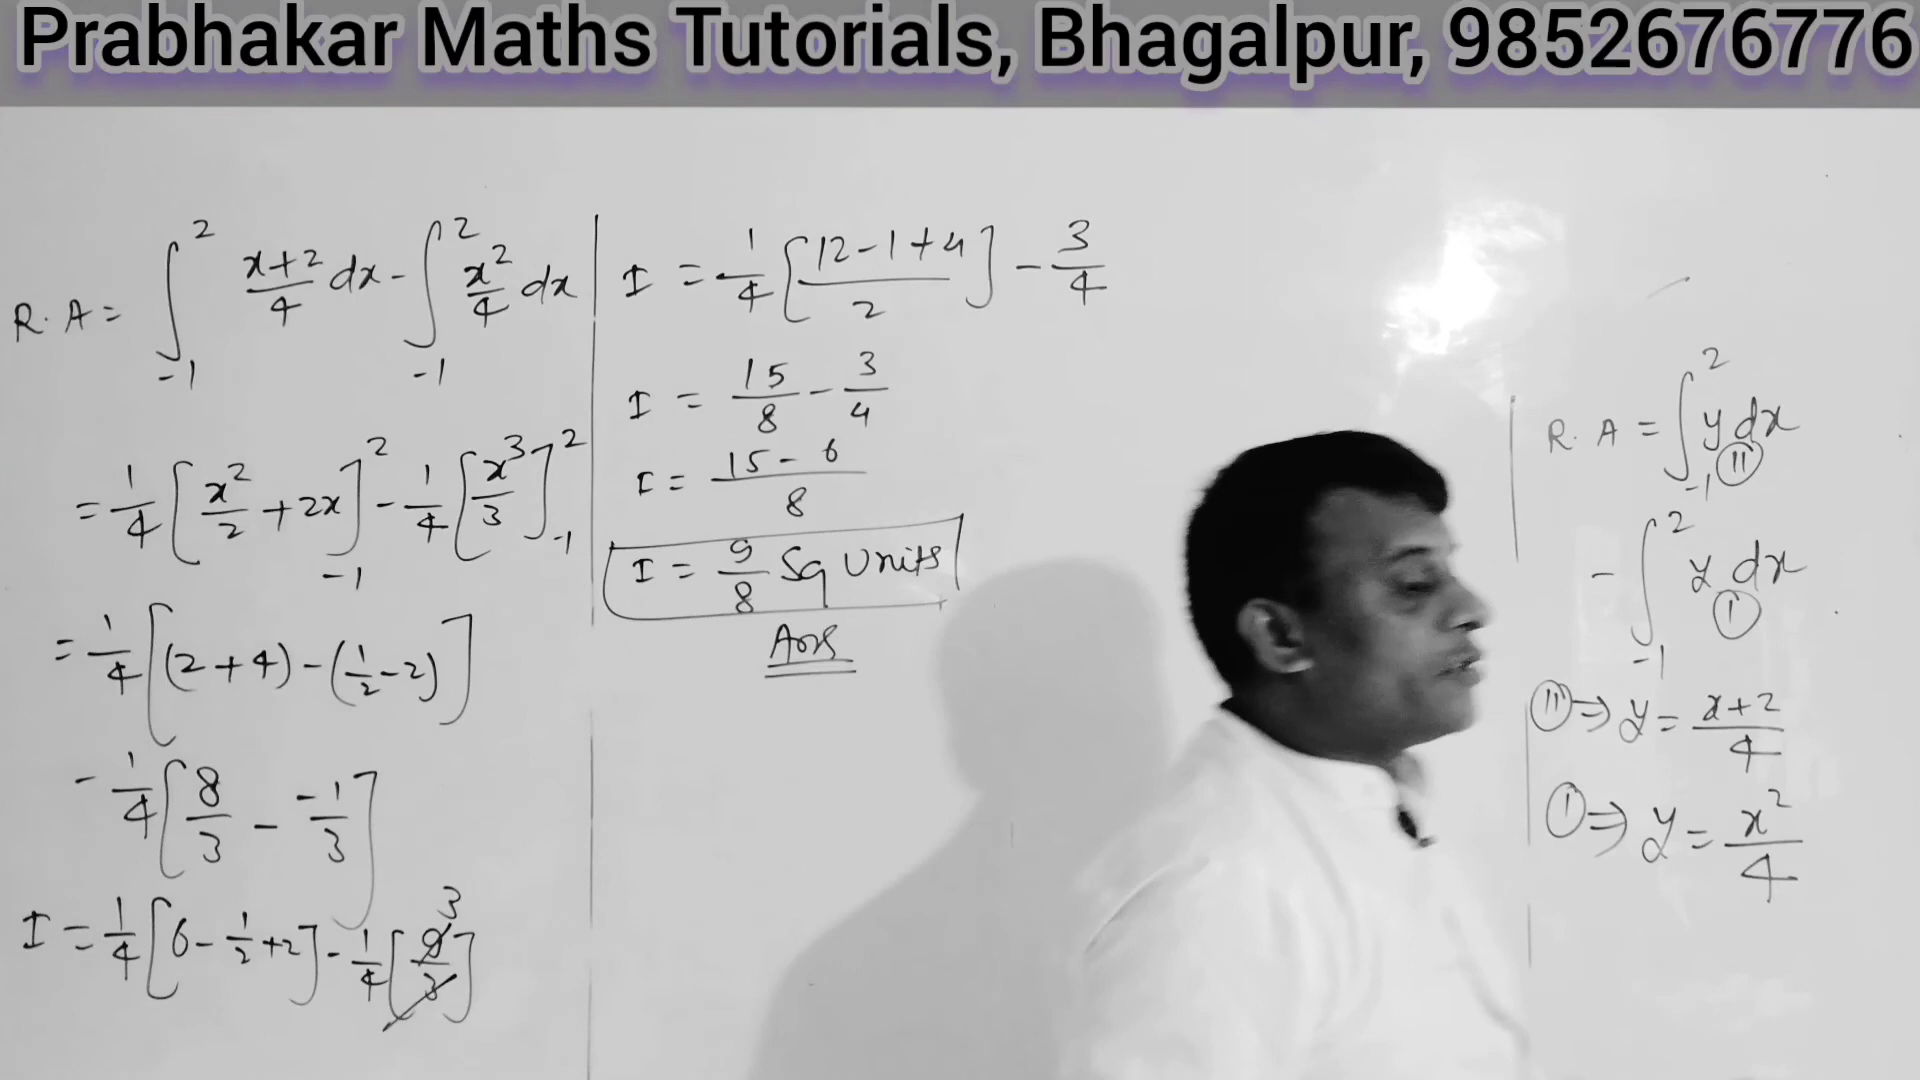 Prabhakar Maths Tutorials, Bhagalpur, 9852676776
R.A = ∫_{-1}^{2} (x+2)/4 dx - ∫_{-1}^{2} x²/4 dx
= 1/4 [x²/2 + 2x]_{-1}^{2} - 1/4 [x³/3]_{-1}^{2}
= 1/4 [(2+4) - (1/2 - 2)]
- 1/4 [8/3 - -1/3]
I = 1/4 [6 - 1/2 + 2] - 1/4 [9/3] 3
I = 1/4 [(12-1+4)/2] - 3/4
I = 15/8 - 3/4
I = (15-6)/8
I = 9/8 Sq Units
Ans
R.A = ∫_{-1}^{2} y dx (II)
- ∫_{-1}^{2} y dx (I)
(II) ⇒ y = (x+2)/4
(I) ⇒ y = x²/4